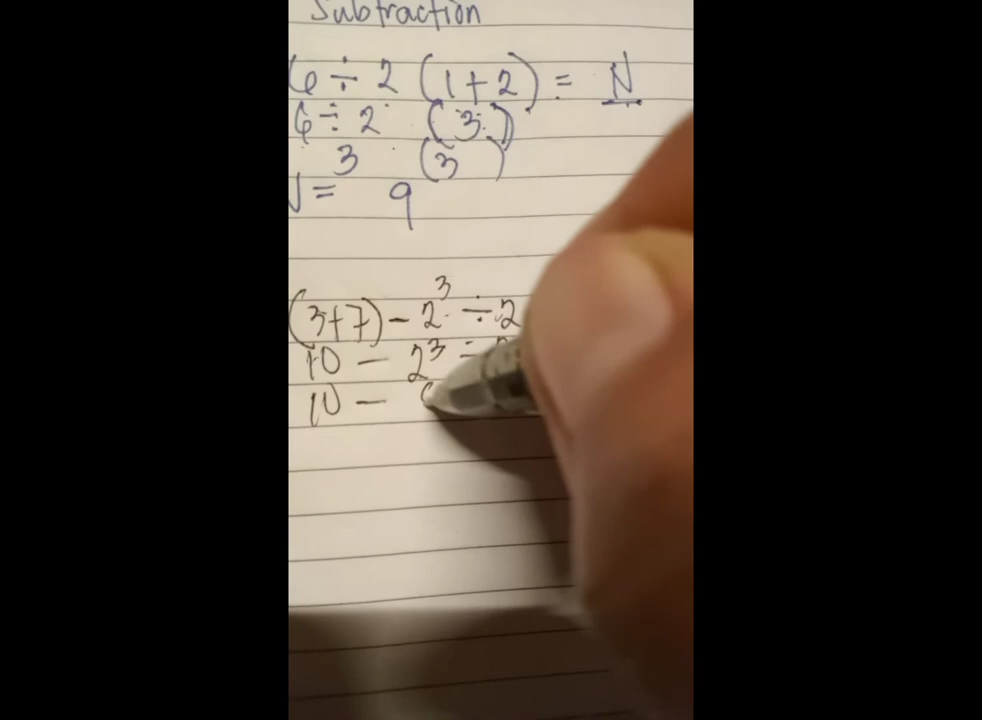 Subtraction
6 ÷ 2 (1+2) = N
6 ÷ 2 (3)
3 (3)
= 9
(3+7) - 2³ ÷ 2
10 - 2³ ÷
10 -